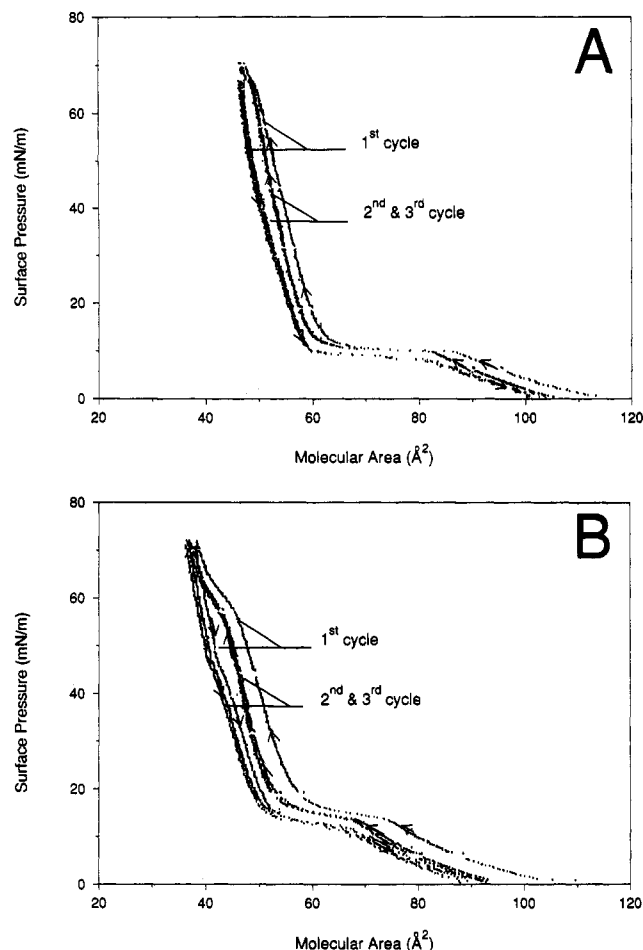 A
80
60
40
20
0
Surface Pressure (mN/m)
1st cycle
2nd & 3rd cycle
20 40 60 80 100 120
Molecular Area (Å2)
B
80
60
40
20
0
Surface Pressure (mN/m)
1st cycle
2nd & 3rd cycle
20 40 60 80 100 120
Molecular Area (Å2)